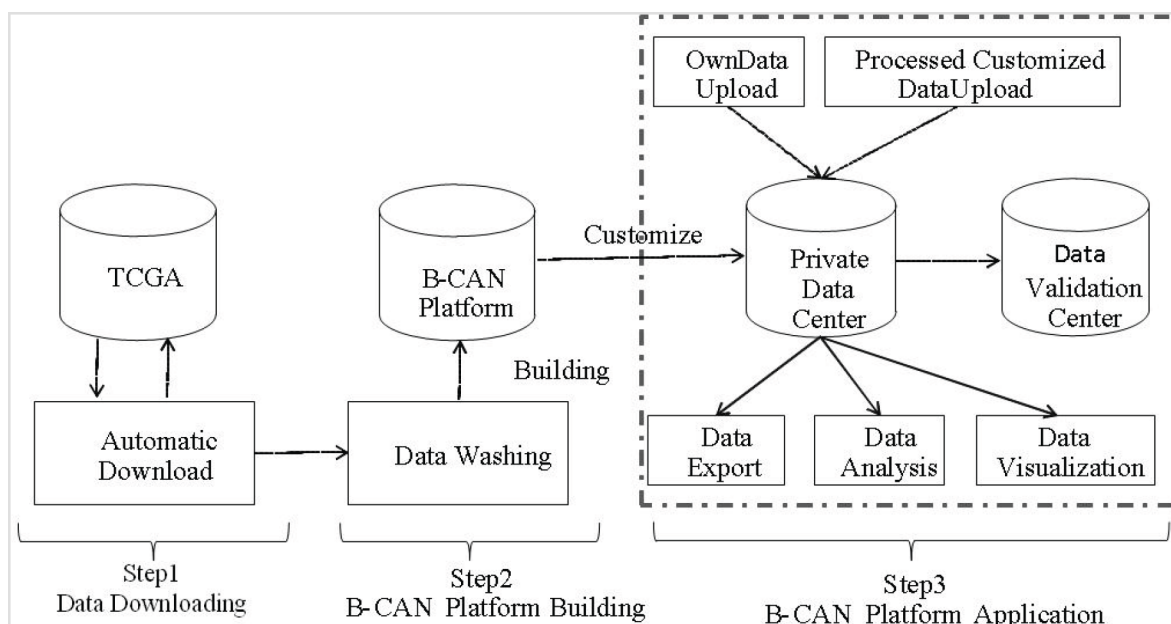 OwnData
Upload
Processed Customized
DataUpload
TCGA
B-CAN
Platform
Customize
Private
Data
Center
Data
Validation
Center
Building
Automatic
Download
Data Washing
Data
Export
Data
Analysis
Data
Visualization
Step1
Data Downloading
Step2
B-CAN Platform Building
Step3
B-CAN Platform Application